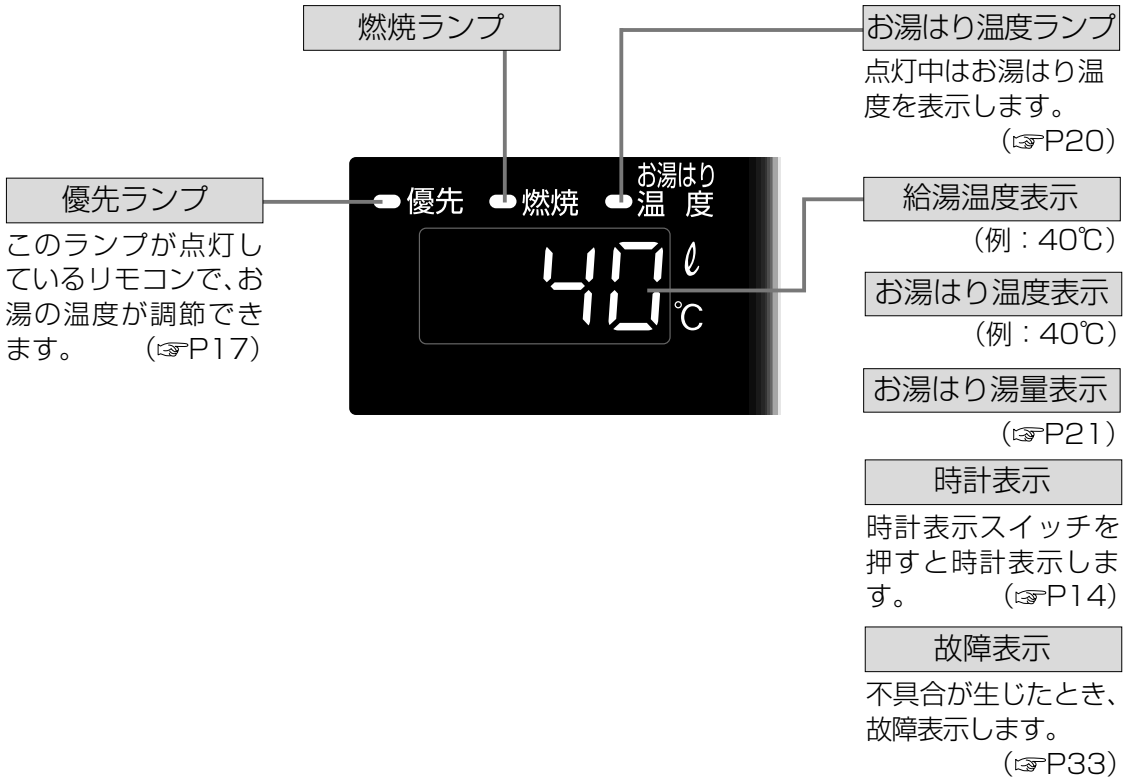 燃焼ランプ
お湯はり温度ランプ
点灯中はお湯はり温
度を表示します。
（☞P20）
優先ランプ
このランプが点灯し
ているリモコンで、お
湯の温度が調節でき
ます。　（☞P17）
お湯はり
優先 燃焼 温 度
40 ℓ
℃
給湯温度表示
（例：40℃）
お湯はり温度表示
（例：40℃）
お湯はり湯量表示
（☞P21）
時計表示
時計表示スイッチを
押すと時計表示しま
す。　（☞P14）
故障表示
不具合が生じたとき、
故障表示します。
（☞P33）